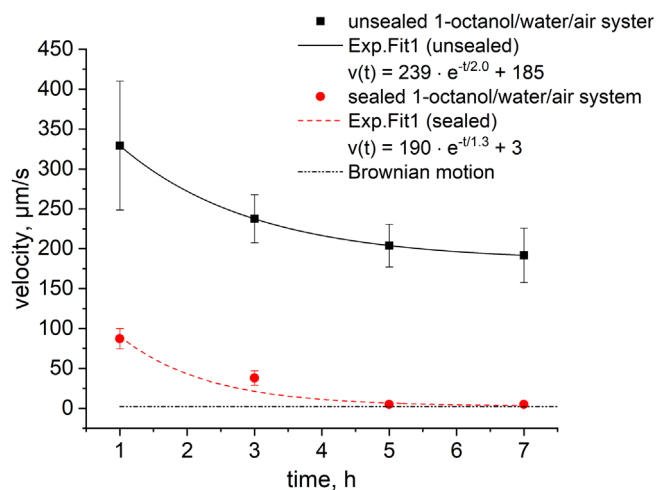 unsealed 1-octanol/water/air syster
Exp.Fit1 (unsealed)
v(t) = 239 · e^-t/2.0 + 185
sealed 1-octanol/water/air system
Exp.Fit1 (sealed)
v(t) = 190 · e^-t/1.3 + 3
Brownian motion
450
400
350
300
250
200
150
100
50
0
velocity, µm/s
1 2 3 4 5 6 7
time, h